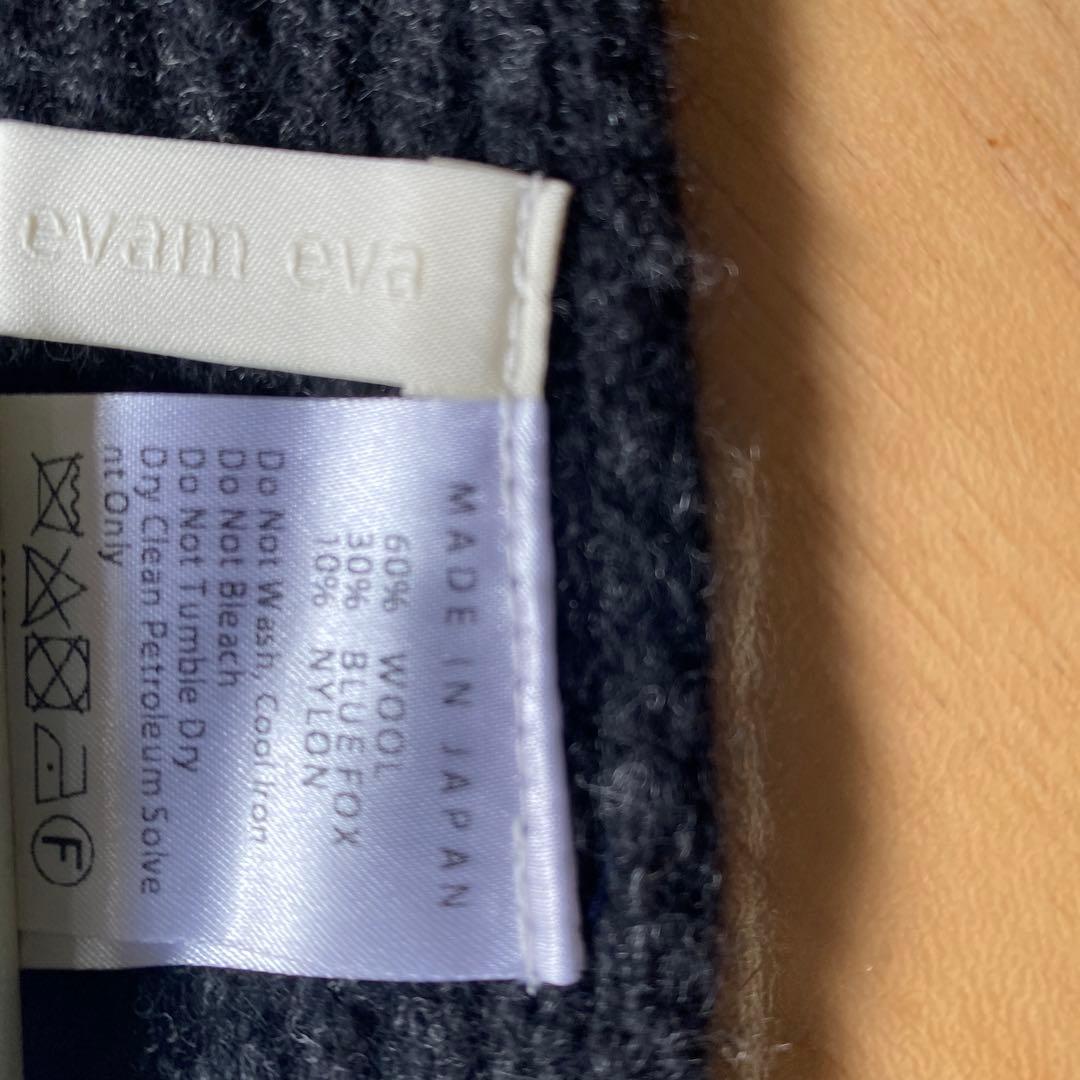 evam eva
MADE IN JAPAN
60% WOOL
30% BLUE FOX
10% NYLON
Do Not Wash, Cool Iron
Do Not Bleach
Do Not Tumble Dry
Dry Clean Petroleum Solve
nt Only
F